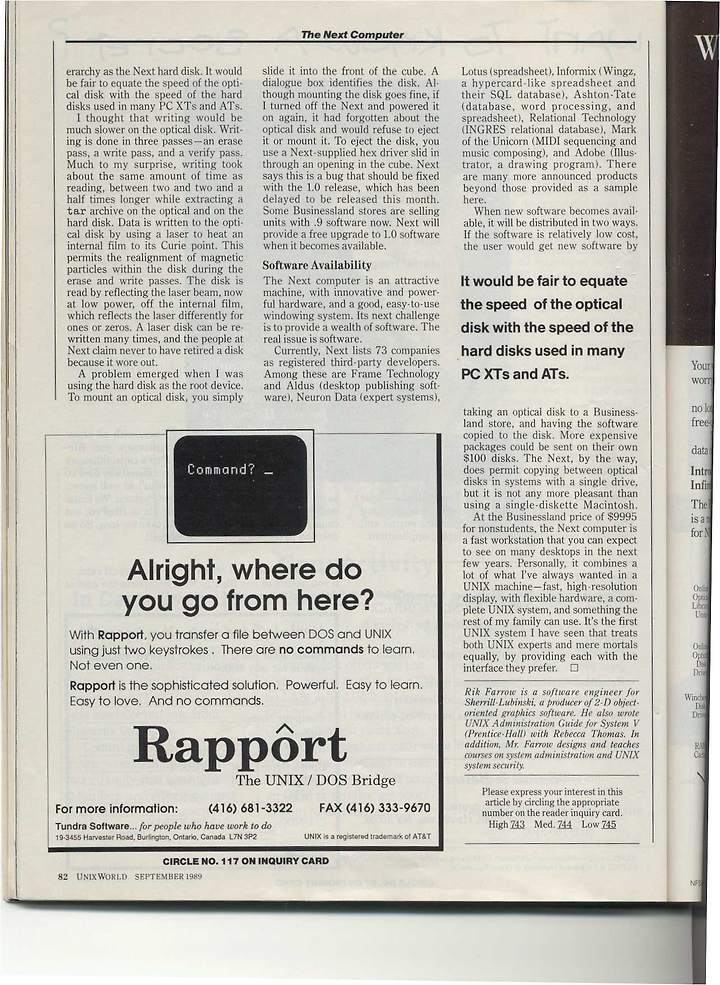 The Next Computer
erarchy as the Next hard disk. It would
be fair to equate the speed of the opti-
cal disk with the speed of the hard
disks used in many PC XTs and ATs.
I thought that writing would be
much slower on the optical disk. Writ-
ing is done in three passes—an erase
pass, a write pass, and a verify pass.
Much to my surprise, writing took
about the same amount of time as
reading, between two and two and a
half times longer while extracting a
tar archive on the optical and on the
hard disk. Data is written to the opti-
cal disk by using a laser to heat an
internal film to its Curie point. This
permits the realignment of magnetic
particles within the disk during the
erase and write passes. The disk is
read by reflecting the laser beam, now
at low power, off the internal film,
which reflects the laser differently for
ones or zeros. A laser disk can be re-
written many times, and the people at
Next claim never to have retired a disk
because it wore out.
A problem emerged when I was
using the hard disk as the root device.
To mount an optical disk, you simply
slide it into the front of the cube. A
dialogue box identifies the disk. Al-
though mounting the disk goes fine, if
I turned off the Next and powered it
on again, it had forgotten about the
optical disk and would refuse to eject
it or mount it. To eject the disk, you
use a Next-supplied hex driver slid in
through an opening in the cube. Next
says this is a bug that should be fixed
with the 1.0 release, which has been
delayed to be released this month.
Some Businessland stores are selling
units with .9 software now. Next will
provide a free upgrade to 1.0 software
when it becomes available.
Software Availability
The Next computer is an attractive
machine, with innovative and power-
ful hardware, and a good, easy-to-use
windowing system. Its next challenge
is to provide a wealth of software. The
real issue is software.
Currently, Next lists 73 companies
as registered third-party developers.
Among these are Frame Technology
and Aldus (desktop publishing soft-
ware), Neuron Data (expert systems),
Lotus (spreadsheet), Informix (Wingz,
a hypercard-like spreadsheet and
their SQL database), Ashton-Tate
(database, word processing, and
spreadsheet), Relational Technology
(INGRES relational database), Mark
of the Unicorn (MIDI sequencing and
music composing), and Adobe (Illus-
trator, a drawing program). There
are many more announced products
beyond those provided as a sample
here.
When new software becomes avail-
able, it will be distributed in two ways.
If the software is relatively low cost,
the user would get new software by
It would be fair to equate
the speed of the optical
disk with the speed of the
hard disks used in many
PC XTs and ATs.
taking an optical disk to a Business-
land store, and having the software
copied to the disk. More expensive
packages could be sent on their own
$100 disks. The Next, by the way,
does permit copying between optical
disks in systems with a single drive,
but it is not any more pleasant than
using a single-diskette Macintosh.
At the Businessland price of $9995
for nonstudents, the Next computer is
a fast workstation that you can expect
to see on many desktops in the next
few years. Personally, it combines a
lot of what I've always wanted in a
UNIX machine—fast, high-resolution
display, with flexible hardware, a com-
plete UNIX system, and something the
rest of my family can use. It's the first
UNIX system I have seen that treats
both UNIX experts and mere mortals
equally, by providing each with the
interface they prefer. □
Rik Farrow is a software engineer for
Sherrill-Lubinski, a producer of 2-D object-
oriented graphics software. He also wrote
UNIX Administration Guide for System V
(Prentice-Hall) with Rebecca Thomas. In
addition, Mr. Farrow designs and teaches
courses on system administration and UNIX
system security.
Please express your interest in this
article by circling the appropriate
number on the reader inquiry card.
High 743 Med. 744 Low 745
Command? _
Alright, where do
you go from here?
With Rapport, you transfer a file between DOS and UNIX
using just two keystrokes . There are no commands to learn.
Not even one.
Rapport is the sophisticated solution. Powerful. Easy to learn.
Easy to love. And no commands.
Rappôrt
The UNIX / DOS Bridge
For more information: (416) 681-3322 FAX (416) 333-9670
Tundra Software... for people who have work to do
19-3455 Harvester Road, Burlington, Ontario, Canada L7N 3P2 UNIX is a registered trademark of AT&T
CIRCLE NO. 117 ON INQUIRY CARD
82 UNIXWORLD SEPTEMBER 1989
Your
data
The
is a